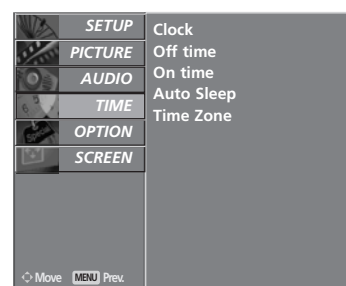 SETUP
PICTURE
AUDIO
TIME
OPTION
SCREEN
Clock
Off time
On time
Auto Sleep
Time Zone
Move MENU Prev.